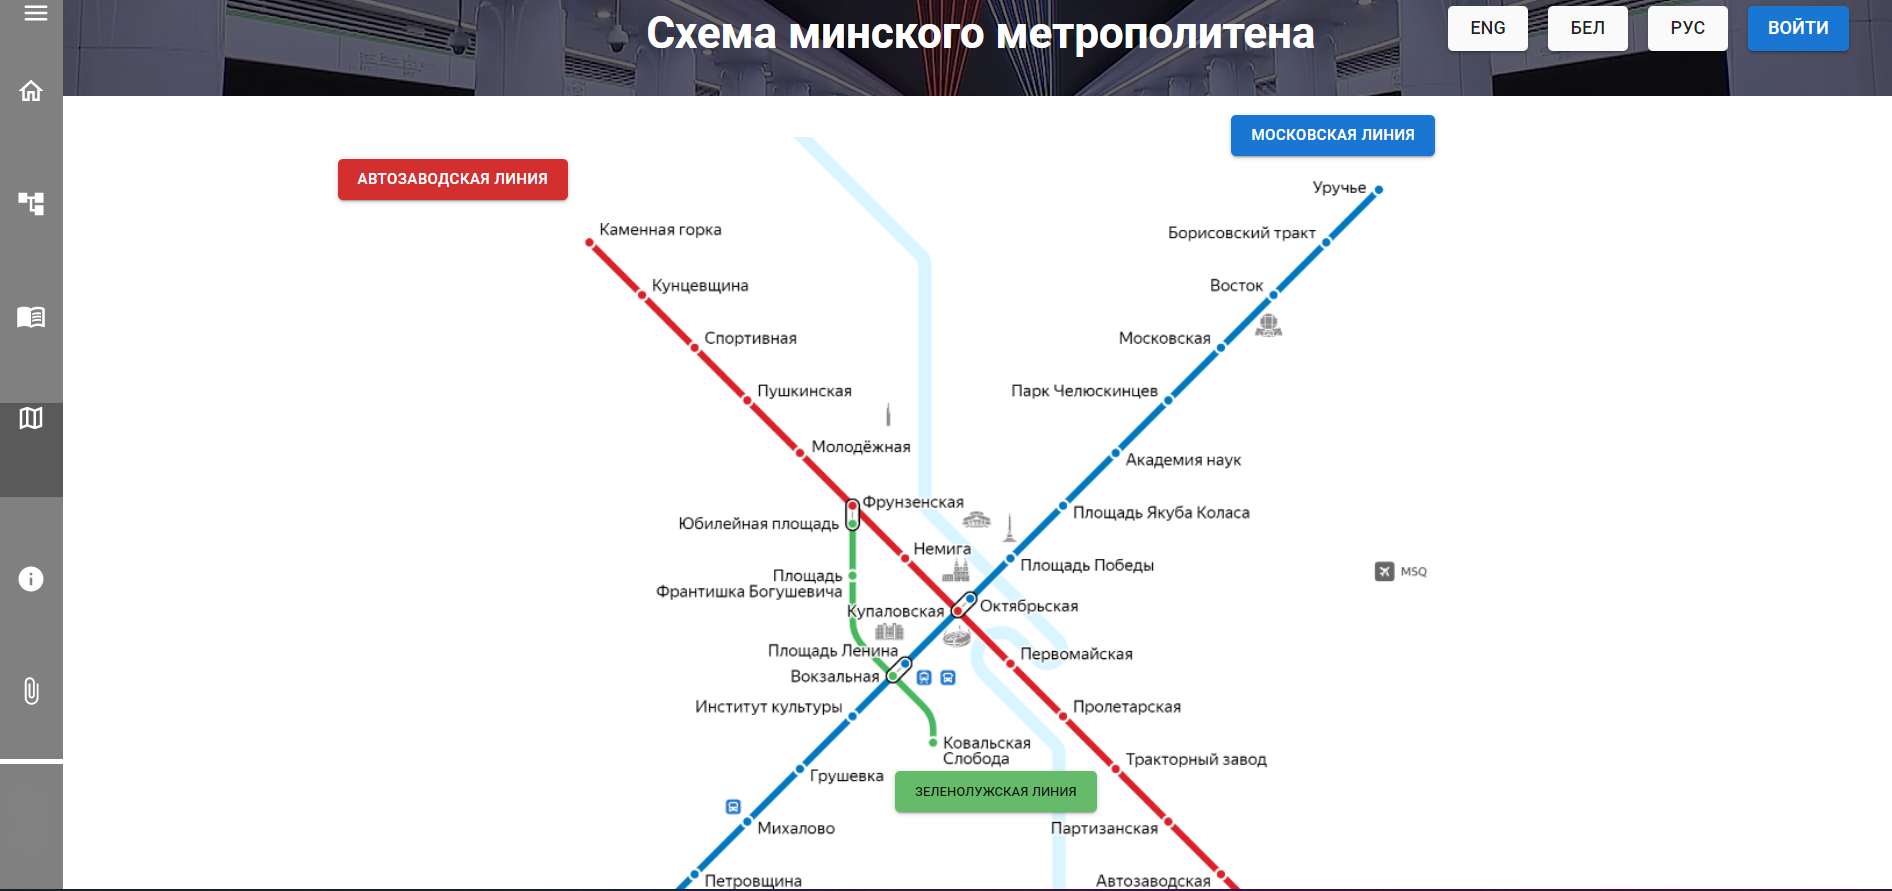 Схема минского метрополитена
ENG
БЕЛ
РУС
ВОЙТИ
МОСКОВСКАЯ ЛИНИЯ
АВТОЗАВОДСКАЯ ЛИНИЯ
Уручье
Каменная горка
Борисовский тракт
Кунцевщина
Восток
Спортивная
Московская
Пушкинская
Парк Челюскинцев
Молодёжная
Академия наук
Фрунзенская
Площадь Якуба Коласа
Юбилейная площадь
Немига
Площадь Победы
MSQ
Площадь
Франтишка Богушевича
Купаловская
Октябрьская
Площадь Ленина
Первомайская
Вокзальная
Институт культуры
Пролетарская
Ковальская
Слобода
Тракторный завод
Грушевка
ЗЕЛЕНОЛУЖСКАЯ ЛИНИЯ
Михалово
Партизанская
Петровщина
Автозаводская